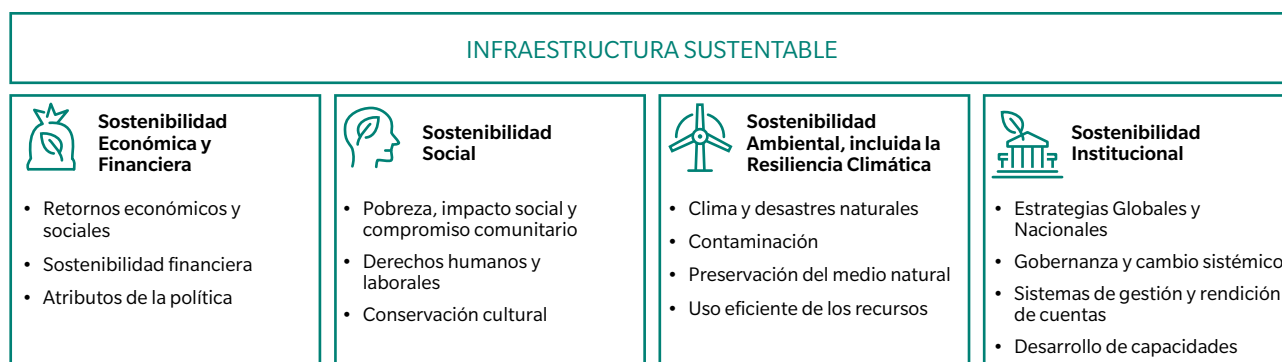 INFRAESTRUCTURA SUSTENTABLE
Sostenibilidad
Económica y
Financiera
• Retornos económicos y
sociales
• Sostenibilidad financiera
• Atributos de la política
Sostenibilidad
Social
• Pobreza, impacto social y
compromiso comunitario
• Derechos humanos y
laborales
• Conservación cultural
Sostenibilidad
Ambiental, incluida la
Resiliencia Climática
• Clima y desastres naturales
• Contaminación
• Preservación del medio natural
• Uso eficiente de los recursos
Sostenibilidad
Institucional
• Estrategias Globales y
Nacionales
• Gobernanza y cambio sistémico
• Sistemas de gestión y rendición
de cuentas
• Desarrollo de capacidades